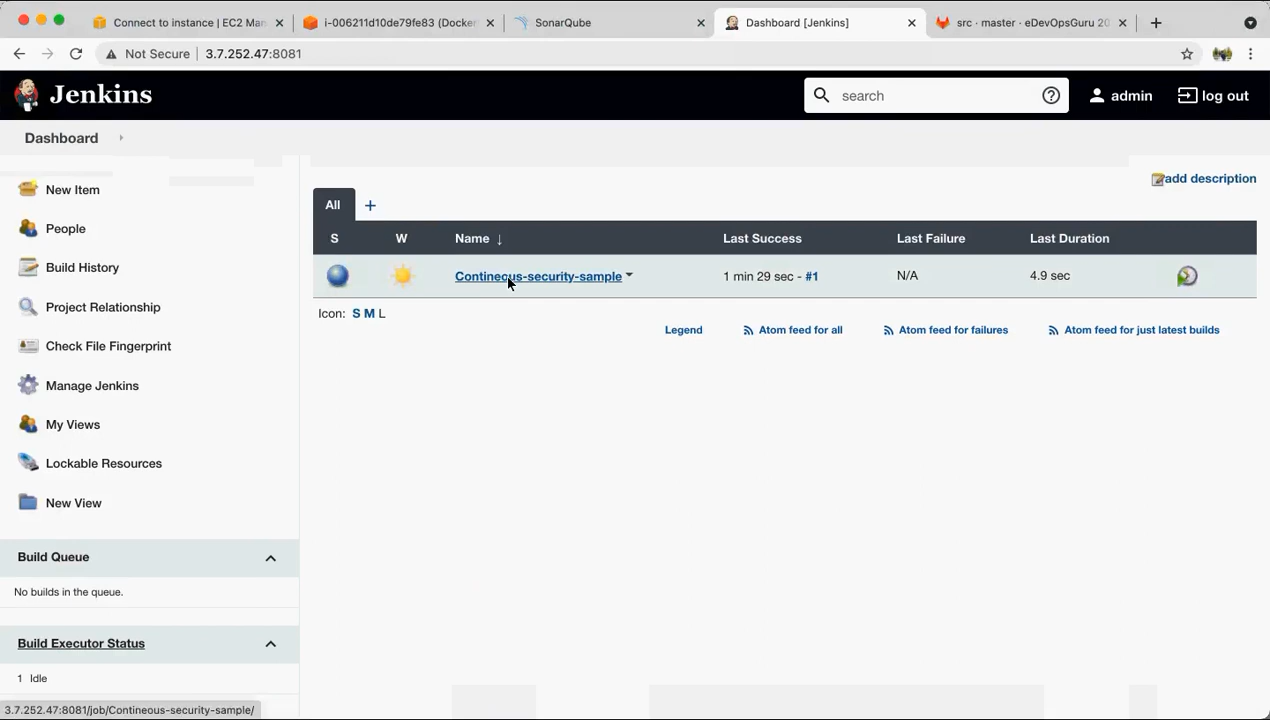 Connect to instance | EC2 Man
i-006211d10de79fe83 (Docker
SonarQube
Dashboard [Jenkins]
src · master · eDevOpsGuru 20
Not Secure | 3.7.252.47:8081
Jenkins
search
admin
log out
Dashboard
New Item
People
Build History
Project Relationship
Check File Fingerprint
Manage Jenkins
My Views
Lockable Resources
New View
Build Queue
No builds in the queue.
Build Executor Status
1 Idle
add description
All +
S W Name ↓ Last Success Last Failure Last Duration
Contineous-security-sample 1 min 29 sec - #1 N/A 4.9 sec
Icon: S M L
Legend Atom feed for all Atom feed for failures Atom feed for just latest builds
3.7.252.47:8081/job/Contineous-security-sample/